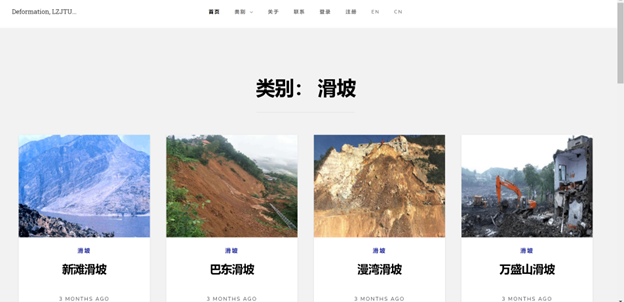 Deformation, LZJTU... 首页 类别 关于 联系 登录 注册 EN CN
类别： 滑坡
滑坡 滑坡 滑坡 滑坡
新滩滑坡 巴东滑坡 漫湾滑坡 万盛山滑坡
3 MONTHS AGO 3 MONTHS AGO 3 MONTHS AGO 3 MONTHS AGO